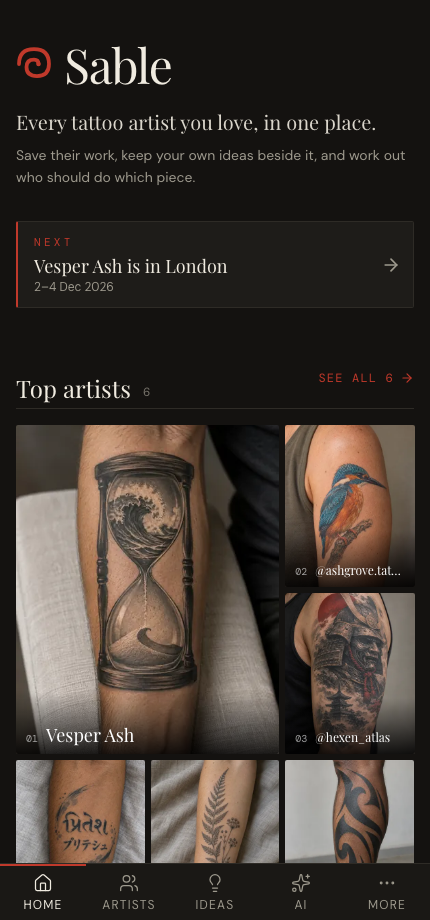 Sable
Every tattoo artist you love, in one place.
Save their work, keep your own ideas beside it, and work out
who should do which piece.
NEXT
Vesper Ash is in London
2–4 Dec 2026
Top artists 6
SEE ALL 6
01 Vesper Ash
02 @ashgrove.tat...
03 @hexen_atlas
प्रितेश
プリテシュ
HOME
ARTISTS
IDEAS
AI
MORE